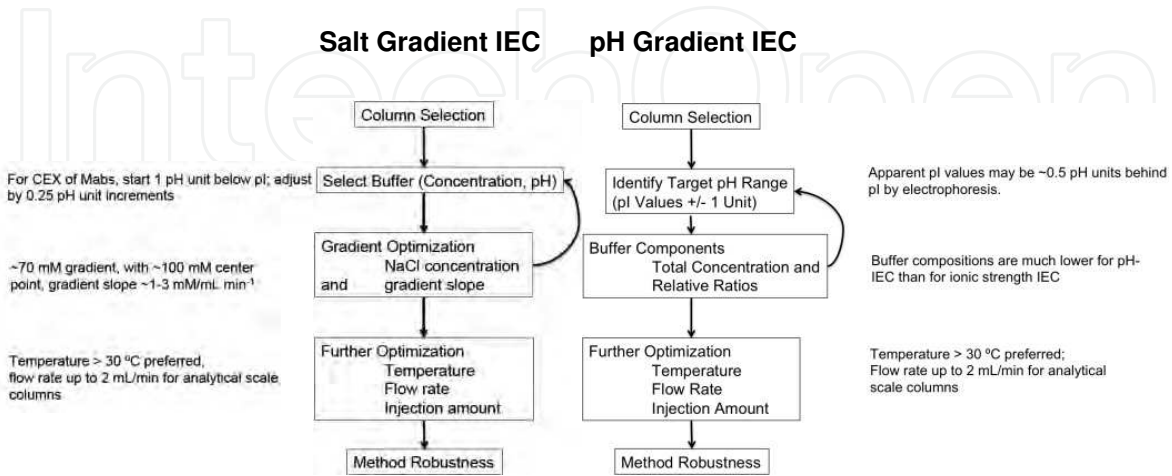 IntechOpen
Salt Gradient IEC
pH Gradient IEC
Column Selection
For CEX of Mabs, start 1 pH unit below pI; adjust
by 0.25 pH unit increments
Select Buffer (Concentration, pH)
~70 mM gradient, with ~100 mM center
point, gradient slope ~1-3 mM/mL min⁻¹
Gradient Optimization
NaCl concentration
and gradient slope
Temperature > 30 ºC preferred,
flow rate up to 2 mL/min for analytical scale
columns
Further Optimization
Temperature
Flow rate
Injection amount
Method Robustness
Column Selection
Identify Target pH Range
(pI Values +/- 1 Unit)
Apparent pI values may be ~0.5 pH units behind
pI by electrophoresis.
Buffer Components
Total Concentration and
Relative Ratios
Buffer compositions are much lower for pH-
IEC than for ionic strength IEC
Further Optimization
Temperature
Flow Rate
Injection Amount
Temperature > 30 ºC preferred;
Flow rate up to 2 mL/min for analytical
scale columns
Method Robustness